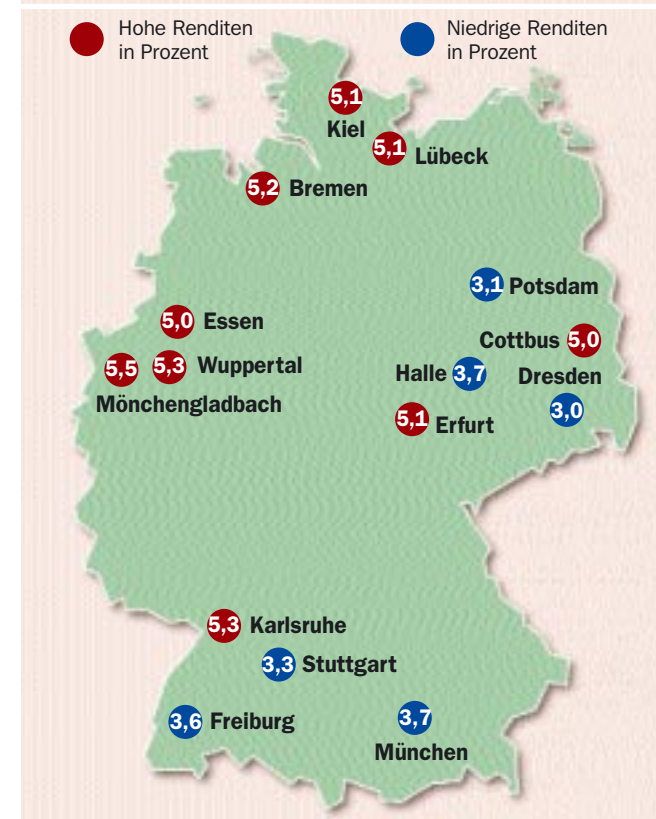 Hohe Renditen
in Prozent
Niedrige Renditen
in Prozent
5,1
Kiel
5,1 Lübeck
5,2 Bremen
3,1 Potsdam
5,0 Essen
Cottbus 5,0
5,5
5,3 Wuppertal
Mönchengladbach
Halle 3,7
Dresden
3,0
5,1 Erfurt
5,3 Karlsruhe
3,3 Stuttgart
3,6 Freiburg
3,7
München